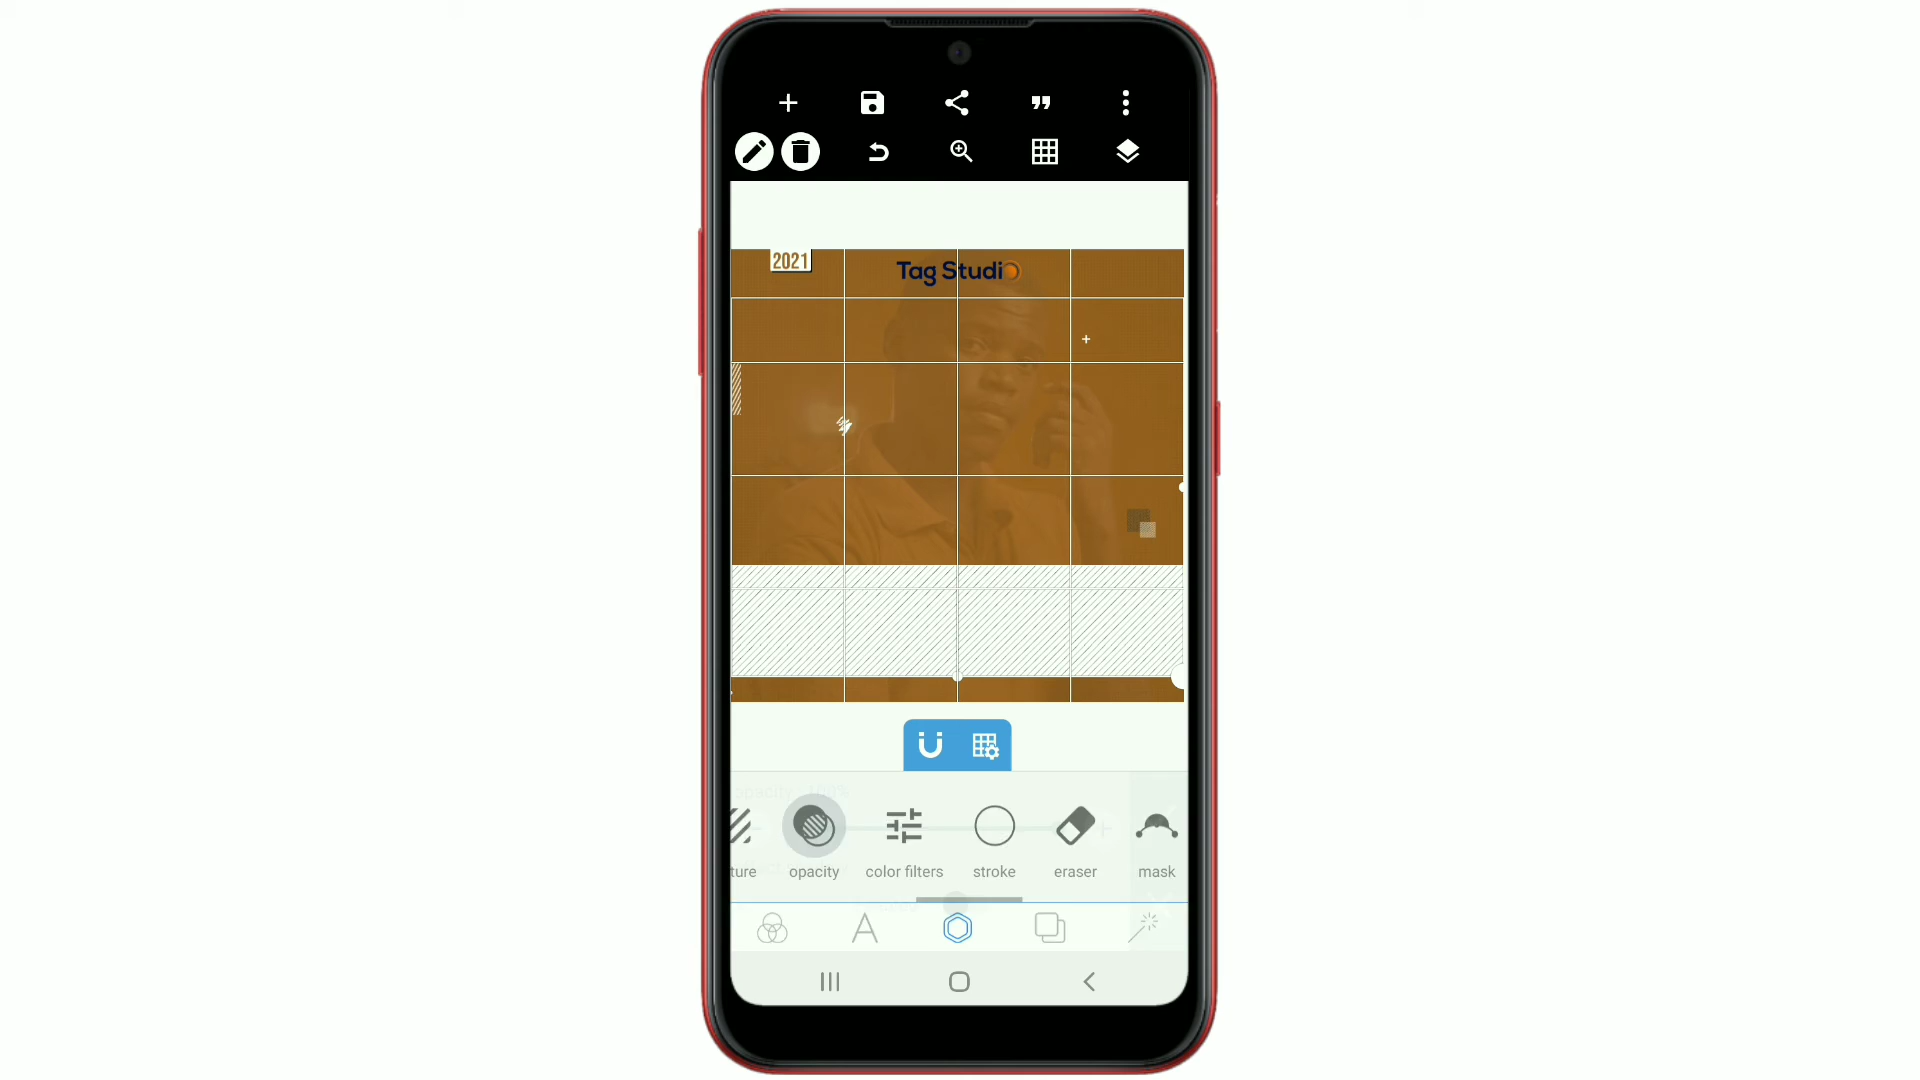 2021
Tag Studio
ture
opacity
color filters
stroke
eraser
mask